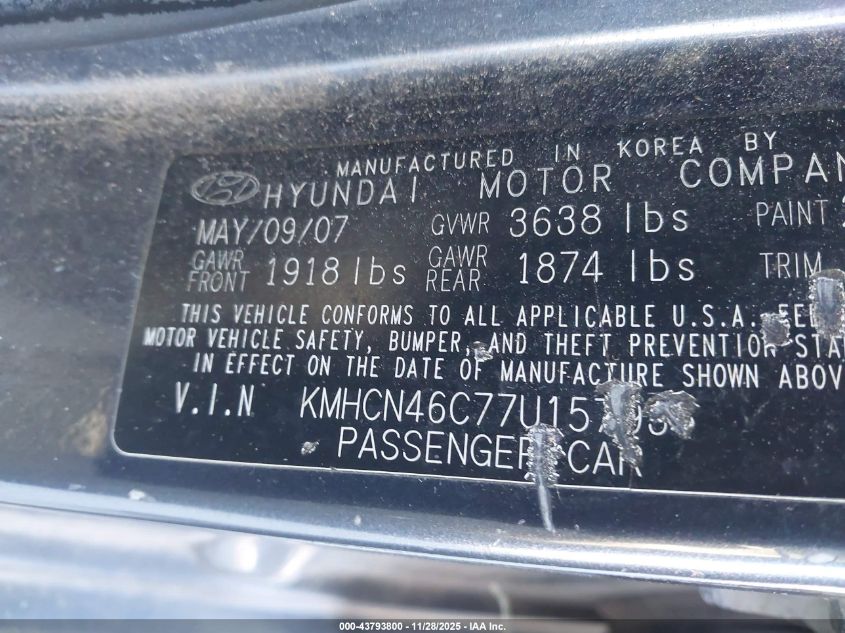 MANUFACTURED IN KOREA BY
HYUNDAI MOTOR COMPAN
MAY/09/07 GVWR 3638 lbs PAINT
GAWR FRONT 1918 lbs GAWR REAR 1874 lbs TRIM
THIS VEHICLE CONFORMS TO ALL APPLICABLE U.S.A.
MOTOR VEHICLE SAFETY, BUMPER, AND THEFT PREVENTION STA
IN EFFECT ON THE DATE OF MANUFACTURE SHOWN ABOV
V.I.N
PASSENGER CAR
000-43793800 - 11/28/2025 - IAA Inc.